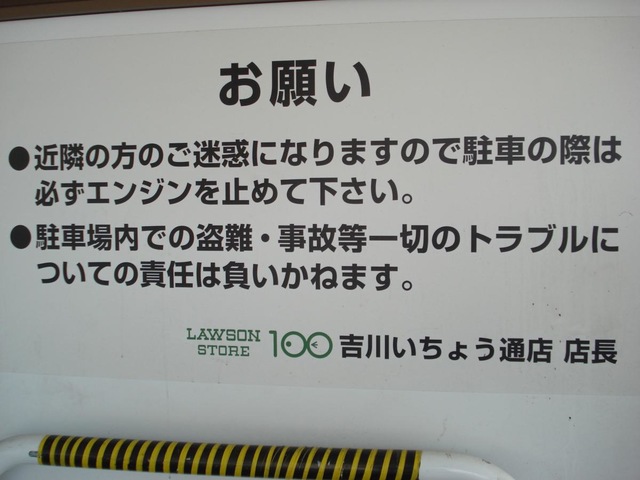 お願い
●近隣の方のご迷惑になりますので駐車の際は
必ずエンジンを止めて下さい。
●駐車場内での盗難・事故等一切のトラブルに
ついての責任は負いかねます。
LAWSON
STORE 100 吉川いちょう通店 店長